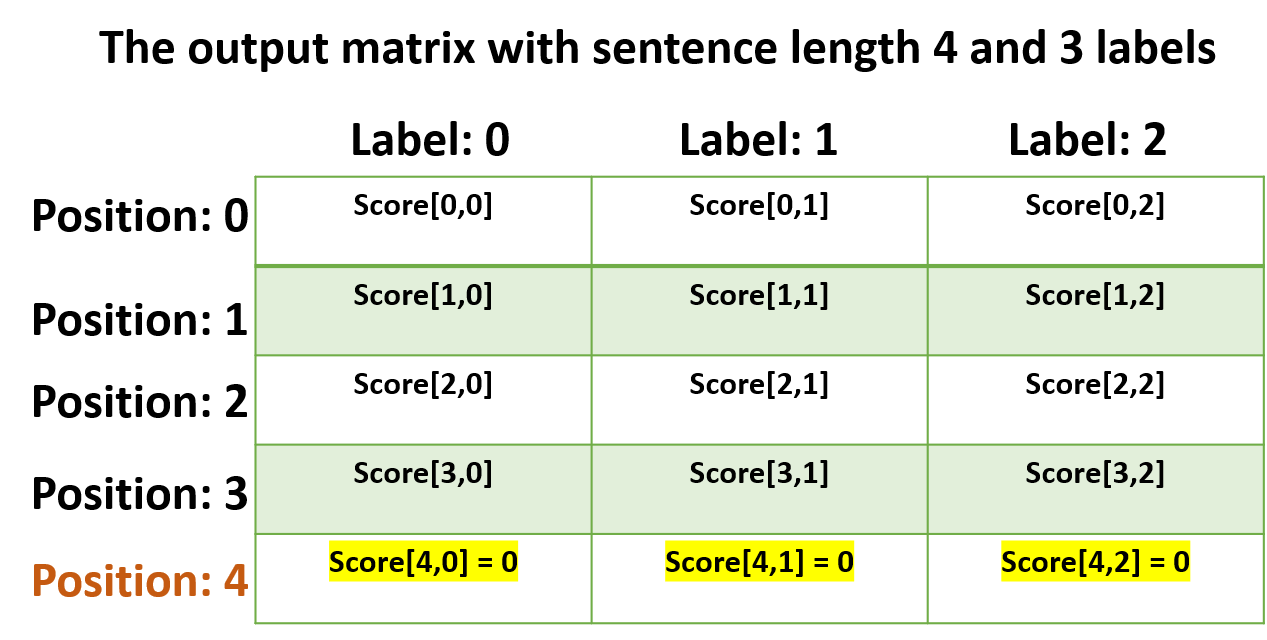 The output matrix with sentence length 4 and 3 labels
Label: 0 Label: 1 Label: 2
Position: 0 Score[0,0] Score[0,1] Score[0,2]
Position: 1 Score[1,0] Score[1,1] Score[1,2]
Position: 2 Score[2,0] Score[2,1] Score[2,2]
Position: 3 Score[3,0] Score[3,1] Score[3,2]
Position: 4 Score[4,0] = 0 Score[4,1] = 0 Score[4,2] = 0